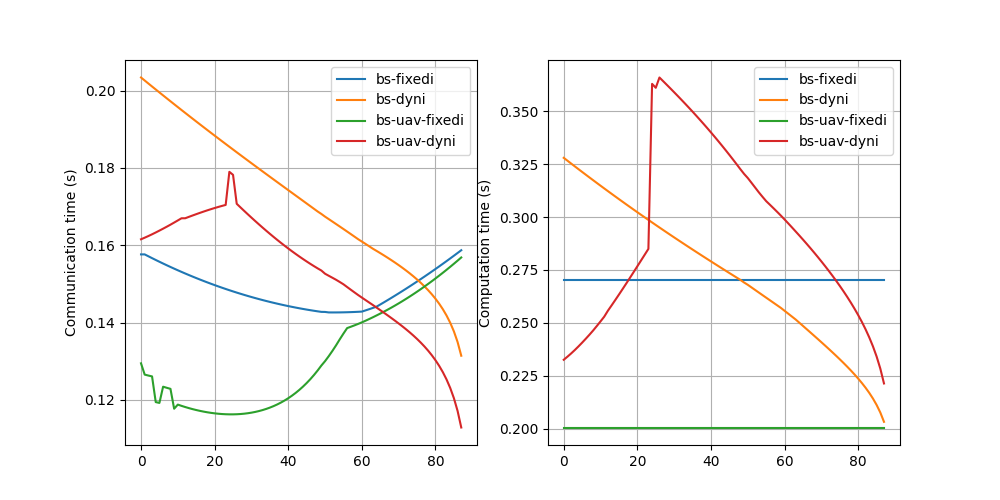 Communication time (s)
0.20
0.18
0.16
0.14
0.12
0
20
40
60
80
bs-fixedi
bs-dyni
bs-uav-fixedi
bs-uav-dyni
Computation time (s)
0.350
0.325
0.300
0.275
0.250
0.225
0.200
0
20
40
60
80
bs-fixedi
bs-dyni
bs-uav-fixedi
bs-uav-dyni